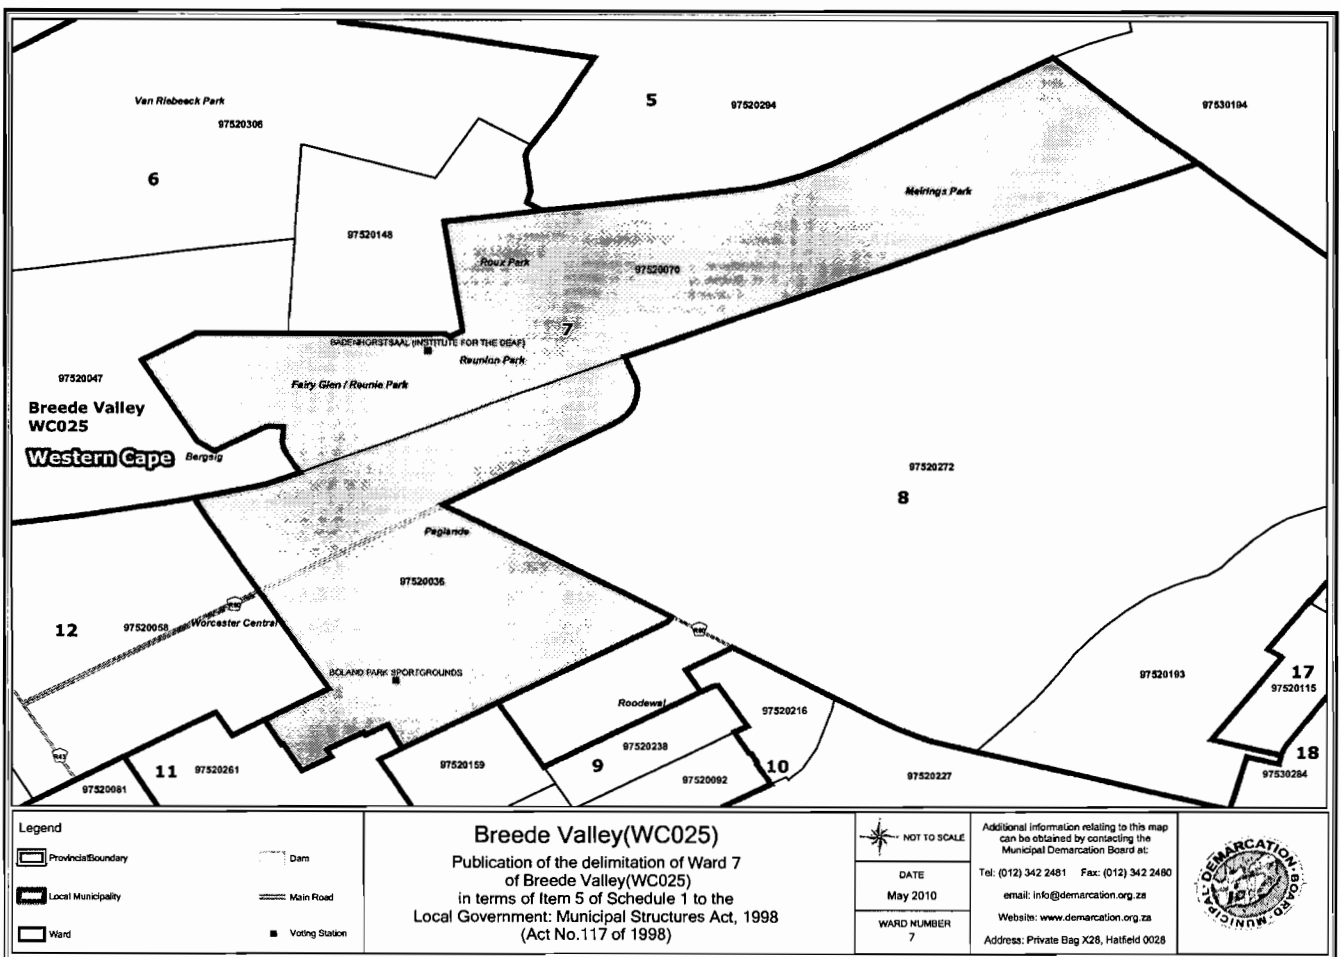 Van Riebeeck Park
97520306
6
5
97520294
97530194
Meirings Park
97520148
Roux Park
97520070
7
BADENHORSTSAAL (INSTITUTE FOR THE DEAF)
Reunion Park
Fairy Glen / Reunie Park
97520047
Breede Valley
WC025
Western Cape
Bergsig
97520272
8
Paglande
97520036
12
97520058
Worcester Central
R60
R60
BOLAND PARK SPORTGROUNDS
97520193
17
97520115
Roodewal
97520216
97520238
9
10
97520092
97520227
18
97530284
R43
11
97520261
97520081
97520159
Legend
Provincial Boundary
Local Municipality
Ward
Dam
Main Road
Voting Station
Breede Valley(WC025)
Publication of the delimitation of Ward 7
of Breede Valley(WC025)
in terms of Item 5 of Schedule 1 to the
Local Government: Municipal Structures Act, 1998
(Act No.117 of 1998)
NOT TO SCALE
DATE
May 2010
WARD NUMBER
7
Additional information relating to this map
can be obtained by contacting the
Municipal Demarcation Board at:
Tel: (012) 342 2481 Fax: (012) 342 2480
email: info@demarcation.org.za
Website: www.demarcation.org.za
Address: Private Bag X28, Hatfield 0028
MUNICIPAL DEMARCATION BOARD